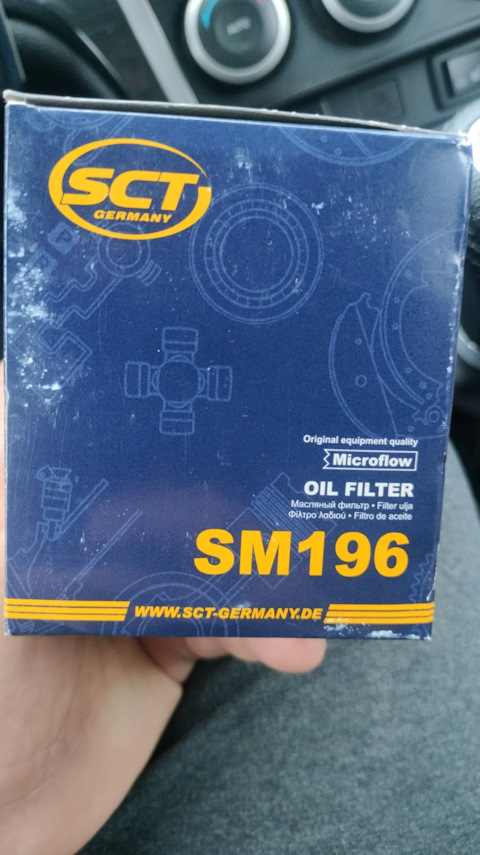 AUTO
SCT
GERMANY
Original equipment quality
Microflow
OIL FILTER
Масляный фильтр • Filter ulja
Φίλτρο λαδιού • Filtro de aceite
SM196
WWW.SCT-GERMANY.DE